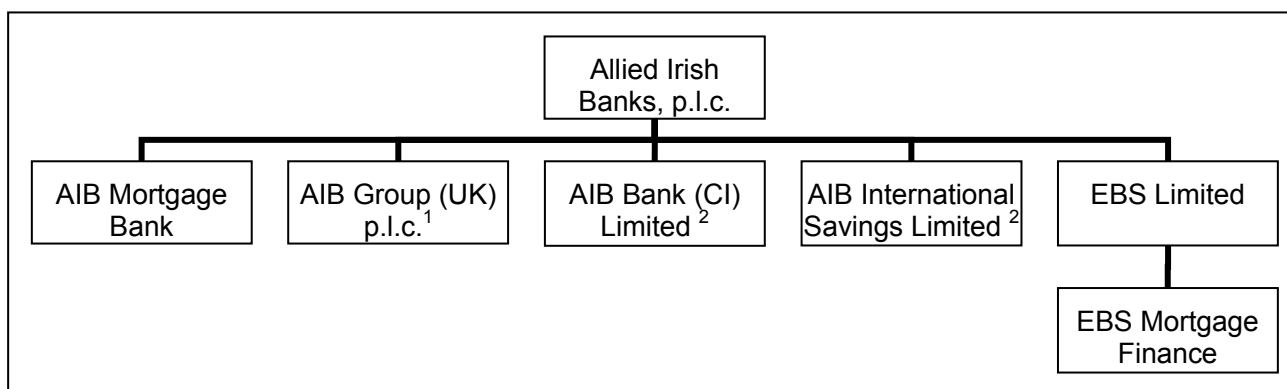 Allied Irish
Banks, p.l.c.
AIB Mortgage
Bank
AIB Group (UK)
p.l.c.1
AIB Bank (CI)
Limited 2
AIB International
Savings Limited 2
EBS Limited
EBS Mortgage
Finance